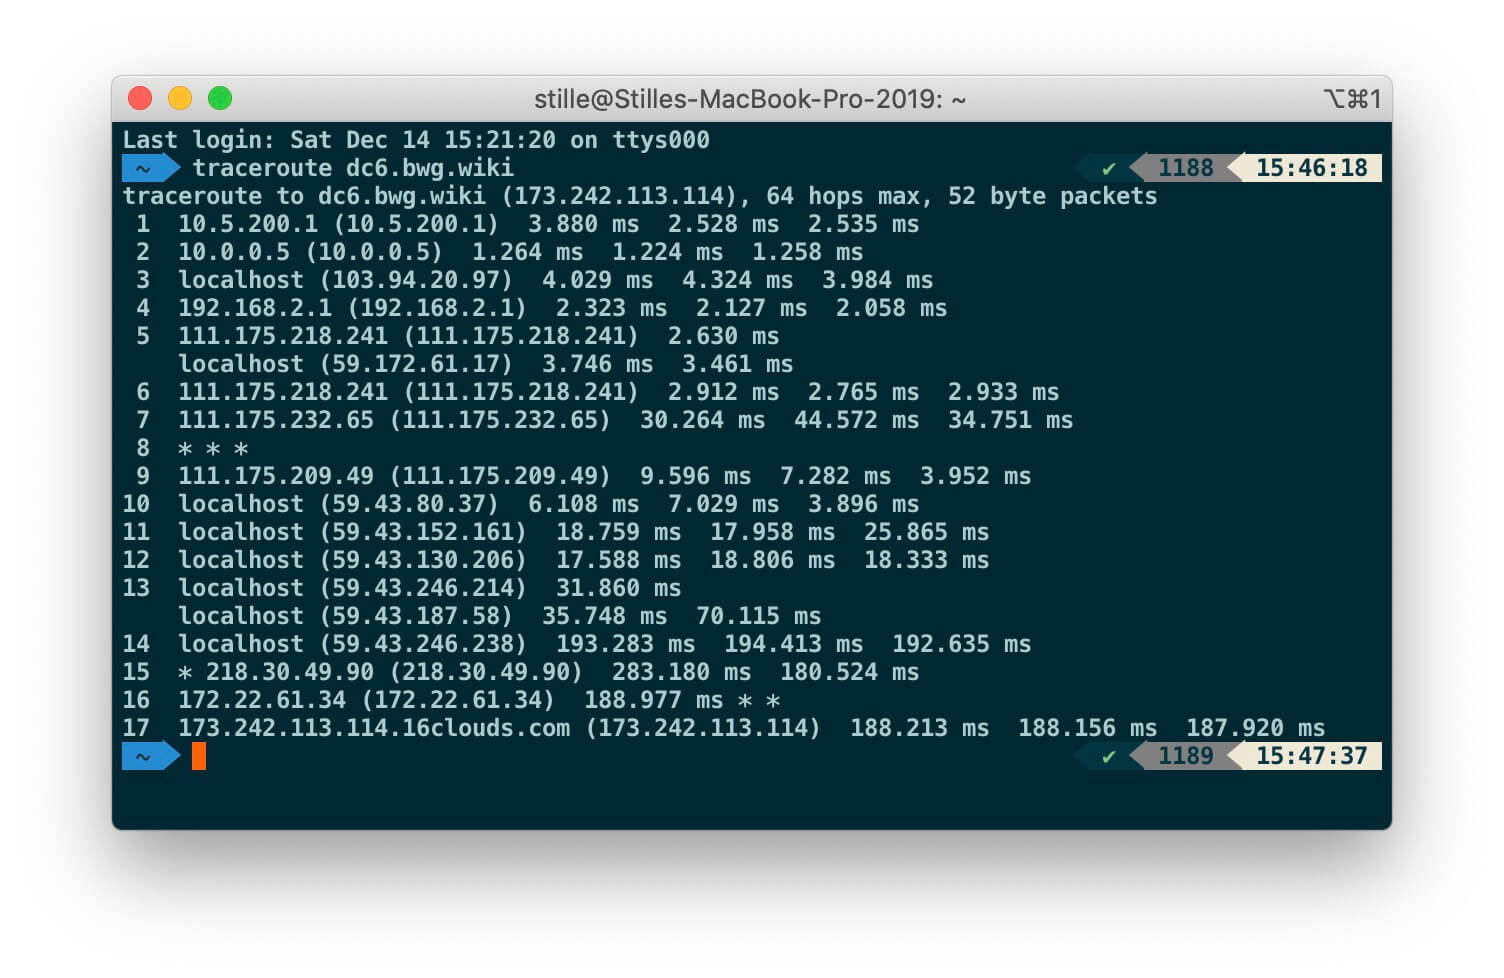 stille@Stilles-MacBook-Pro-2019: ~ ⌥⌘1
Last login: Sat Dec 14 15:21:20 on ttys000
~ traceroute dc6.bwg.wiki ✔ 1188 15:46:18
traceroute to dc6.bwg.wiki (173.242.113.114), 64 hops max, 52 byte packets
1 10.5.200.1 (10.5.200.1) 3.880 ms 2.528 ms 2.535 ms
2 10.0.0.5 (10.0.0.5) 1.264 ms 1.224 ms 1.258 ms
3 localhost (103.94.20.97) 4.029 ms 4.324 ms 3.984 ms
4 192.168.2.1 (192.168.2.1) 2.323 ms 2.127 ms 2.058 ms
5 111.175.218.241 (111.175.218.241) 2.630 ms
localhost (59.172.61.17) 3.746 ms 3.461 ms
6 111.175.218.241 (111.175.218.241) 2.912 ms 2.765 ms 2.933 ms
7 111.175.232.65 (111.175.232.65) 30.264 ms 44.572 ms 34.751 ms
8 * * *
9 111.175.209.49 (111.175.209.49) 9.596 ms 7.282 ms 3.952 ms
10 localhost (59.43.80.37) 6.108 ms 7.029 ms 3.896 ms
11 localhost (59.43.152.161) 18.759 ms 17.958 ms 25.865 ms
12 localhost (59.43.130.206) 17.588 ms 18.806 ms 18.333 ms
13 localhost (59.43.246.214) 31.860 ms
localhost (59.43.187.58) 35.748 ms 70.115 ms
14 localhost (59.43.246.238) 193.283 ms 194.413 ms 192.635 ms
15 * 218.30.49.90 (218.30.49.90) 283.180 ms 180.524 ms
16 172.22.61.34 (172.22.61.34) 188.977 ms * *
17 173.242.113.114.16clouds.com (173.242.113.114) 188.213 ms 188.156 ms 187.920 ms
~ ✔ 1189 15:47:37